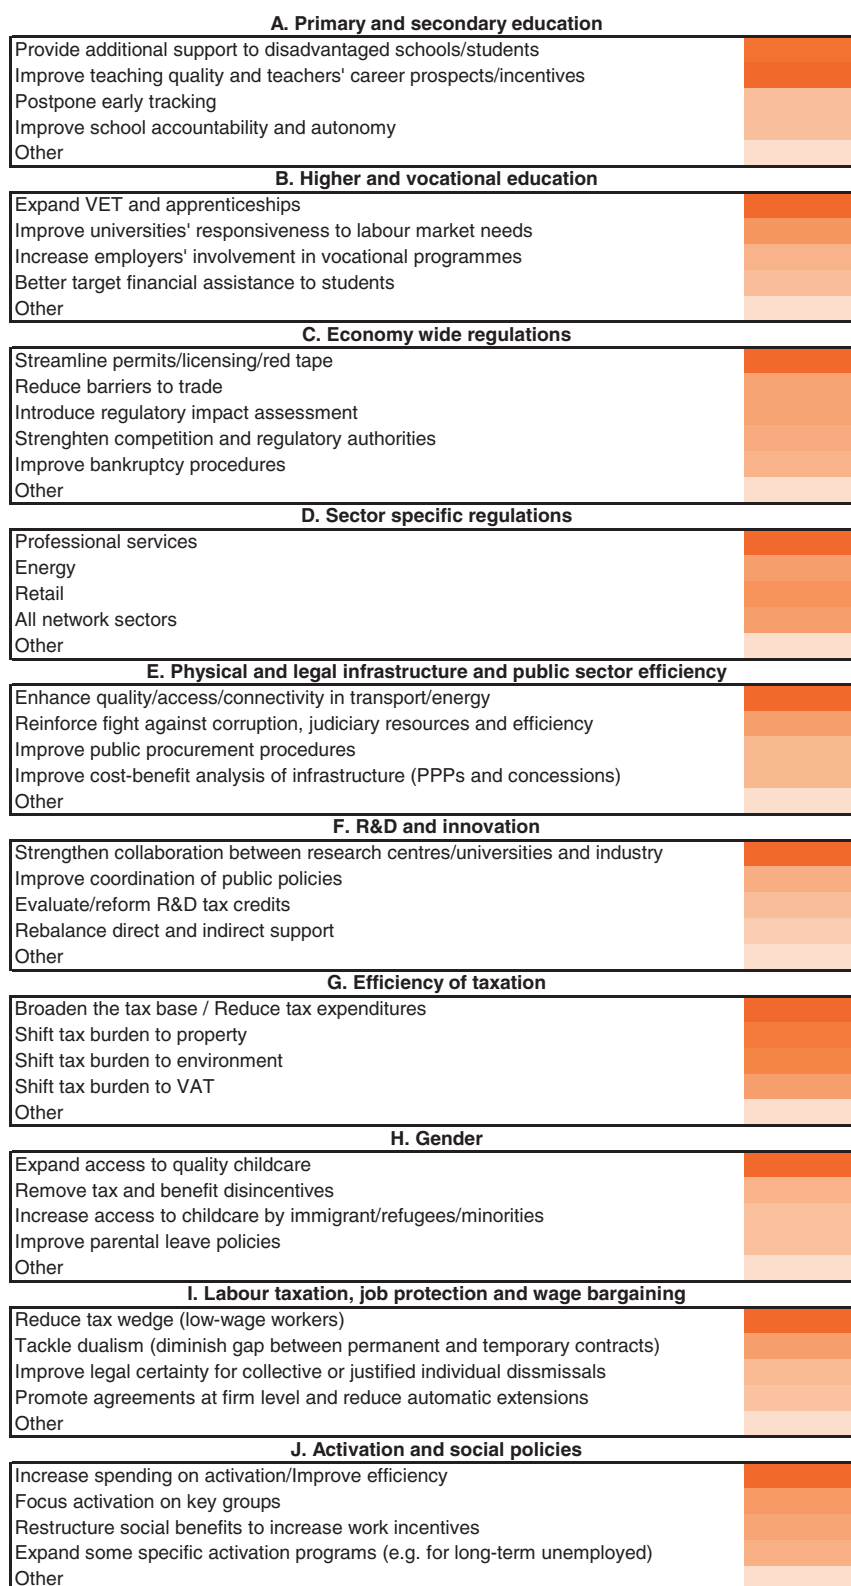 A. Primary and secondary education
Provide additional support to disadvantaged schools/students
Improve teaching quality and teachers' career prospects/incentives
Postpone early tracking
Improve school accountability and autonomy
Other
B. Higher and vocational education
Expand VET and apprenticeships
Improve universities' responsiveness to labour market needs
Increase employers' involvement in vocational programmes
Better target financial assistance to students
Other
C. Economy wide regulations
Streamline permits/licensing/red tape
Reduce barriers to trade
Introduce regulatory impact assessment
Strenghten competition and regulatory authorities
Improve bankruptcy procedures
Other
D. Sector specific regulations
Professional services
Energy
Retail
All network sectors
Other
E. Physical and legal infrastructure and public sector efficiency
Enhance quality/access/connectivity in transport/energy
Reinforce fight against corruption, judiciary resources and efficiency
Improve public procurement procedures
Improve cost-benefit analysis of infrastructure (PPPs and concessions)
Other
F. R&D and innovation
Strengthen collaboration between research centres/universities and industry
Improve coordination of public policies
Evaluate/reform R&D tax credits
Rebalance direct and indirect support
Other
G. Efficiency of taxation
Broaden the tax base / Reduce tax expenditures
Shift tax burden to property
Shift tax burden to environment
Shift tax burden to VAT
Other
H. Gender
Expand access to quality childcare
Remove tax and benefit disincentives
Increase access to childcare by immigrant/refugees/minorities
Improve parental leave policies
Other
I. Labour taxation, job protection and wage bargaining
Reduce tax wedge (low-wage workers)
Tackle dualism (diminish gap between permanent and temporary contracts)
Improve legal certainty for collective or justified individual dissmissals
Promote agreements at firm level and reduce automatic extensions
Other
J. Activation and social policies
Increase spending on activation/Improve efficiency
Focus activation on key groups
Restructure social benefits to increase work incentives
Expand some specific activation programs (e.g. for long-term unemployed)
Other